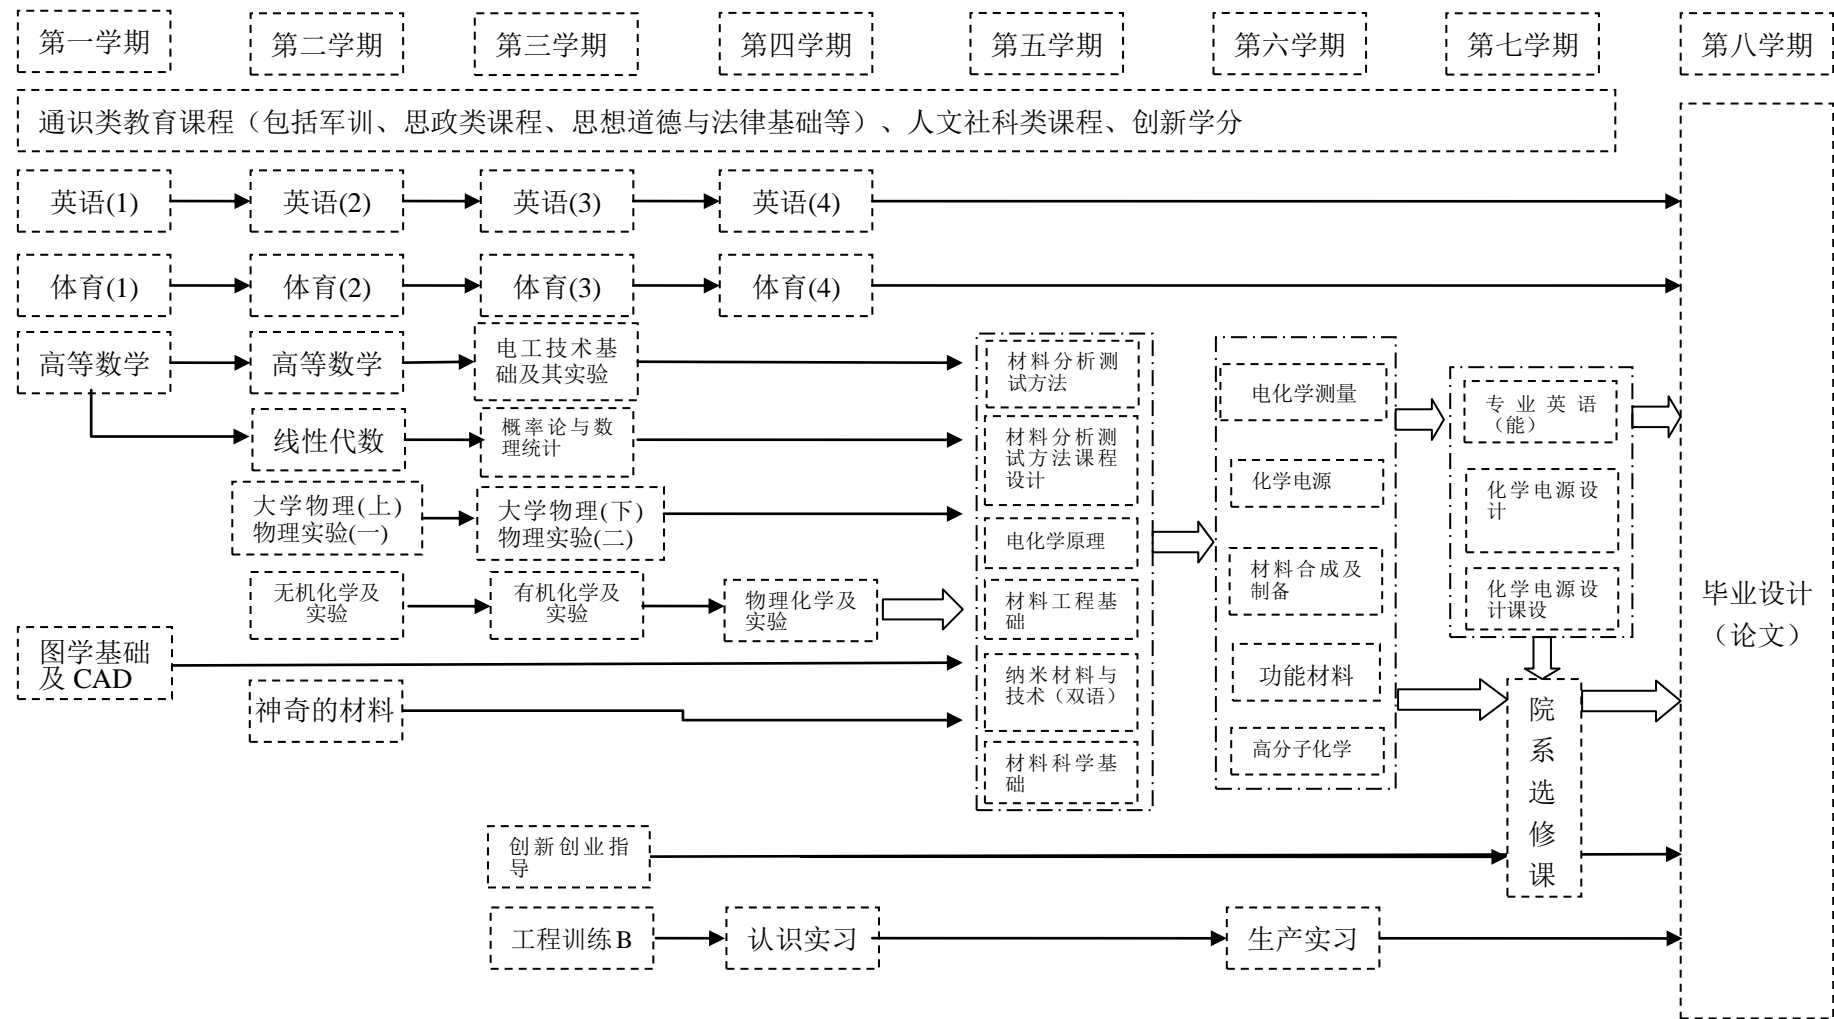 第一学期
第二学期
第三学期
第四学期
第五学期
第六学期
第七学期
第八学期
通识类教育课程（包括军训、思政类课程、思想道德与法律基础等）、人文社科类课程、创新学分
英语(1)
英语(2)
英语(3)
英语(4)
体育(1)
体育(2)
体育(3)
体育(4)
高等数学
高等数学
电工技术基
础及其实验
线性代数
概率论与数
理统计
大学物理(上)
物理实验(一)
大学物理(下)
物理实验(二)
无机化学及
实验
有机化学及
实验
物理化学及
实验
图学基础
及 CAD
神奇的材料
材料分析测
试方法
材料分析测
试方法课程
设计
电化学原理
材料工程基
础
纳米材料与
技术（双语）
材料科学基
础
电化学测量
化学电源
材料合成及
制备
功能材料
高分子化学
专业英语
（能）
化学电源设
计
化学电源设
计课设
院
系
选
修
课
毕业设计
（论文）
创新创业指
导
工程训练 B
认识实习
生产实习